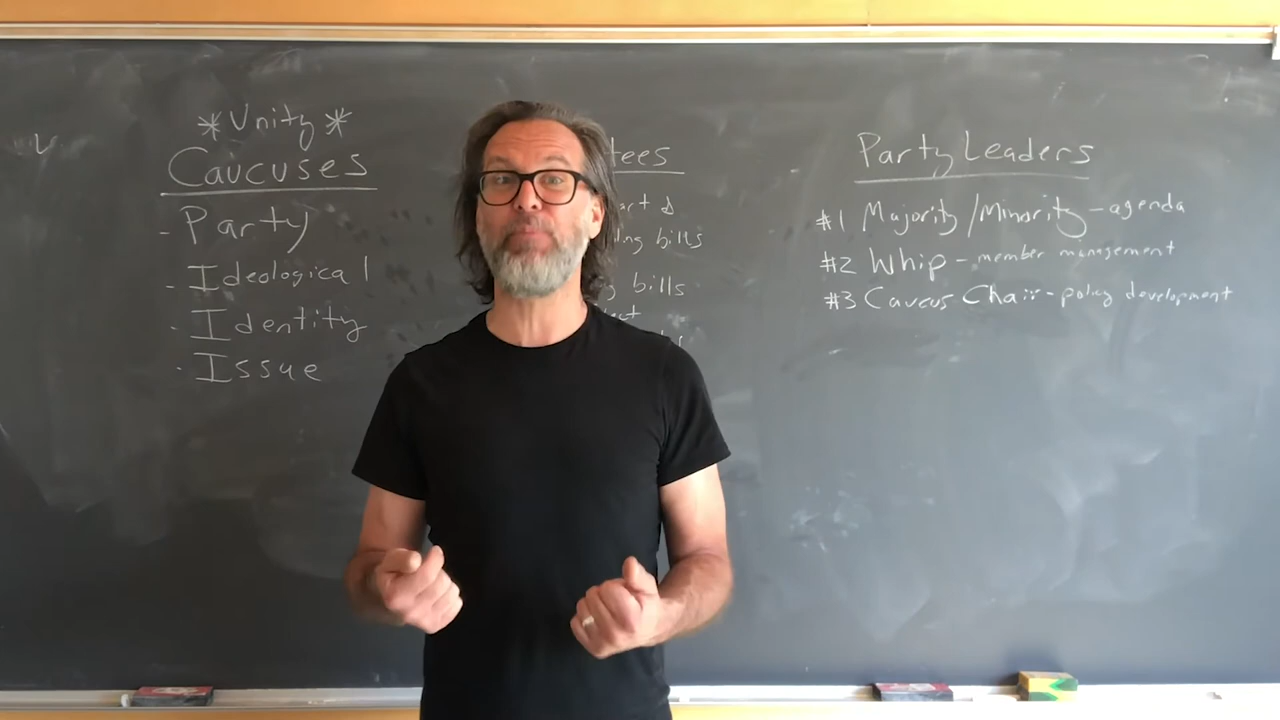 *Unity*
Caucuses
- Party
- Ideological
- Identity
- Issue
tees
bills
bills
Party Leaders
#1 Majority/Minority - agenda
#2 Whip - member management
#3 Caucus Chair - policy development